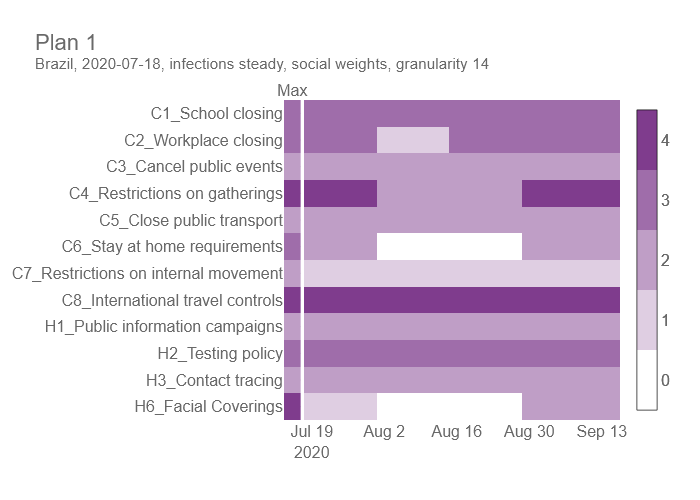 Plan 1
Brazil, 2020-07-18, infections steady, social weights, granularity 14
Max
C1_School closing
C2_Workplace closing
C3_Cancel public events
C4_Restrictions on gatherings
C5_Close public transport
C6_Stay at home requirements
C7_Restrictions on internal movement
C8_International travel controls
H1_Public information campaigns
H2_Testing policy
H3_Contact tracing
H6_Facial Coverings
Jul 19 Aug 2 Aug 16 Aug 30 Sep 13
2020
4
3
2
1
0